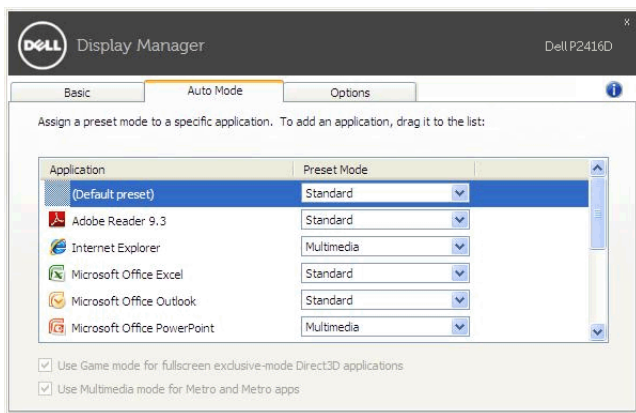 x
DELL Display Manager Dell P2416D
Basic Auto Mode Options i
Assign a preset mode to a specific application. To add an application, drag it to the list:
Application Preset Mode
(Default preset) Standard
Adobe Reader 9.3 Standard
Internet Explorer Multimedia
Microsoft Office Excel Standard
Microsoft Office Outlook Standard
Microsoft Office PowerPoint Multimedia
Use Game mode for fullscreen exclusive-mode Direct3D applications
Use Multimedia mode for Metro and Metro apps